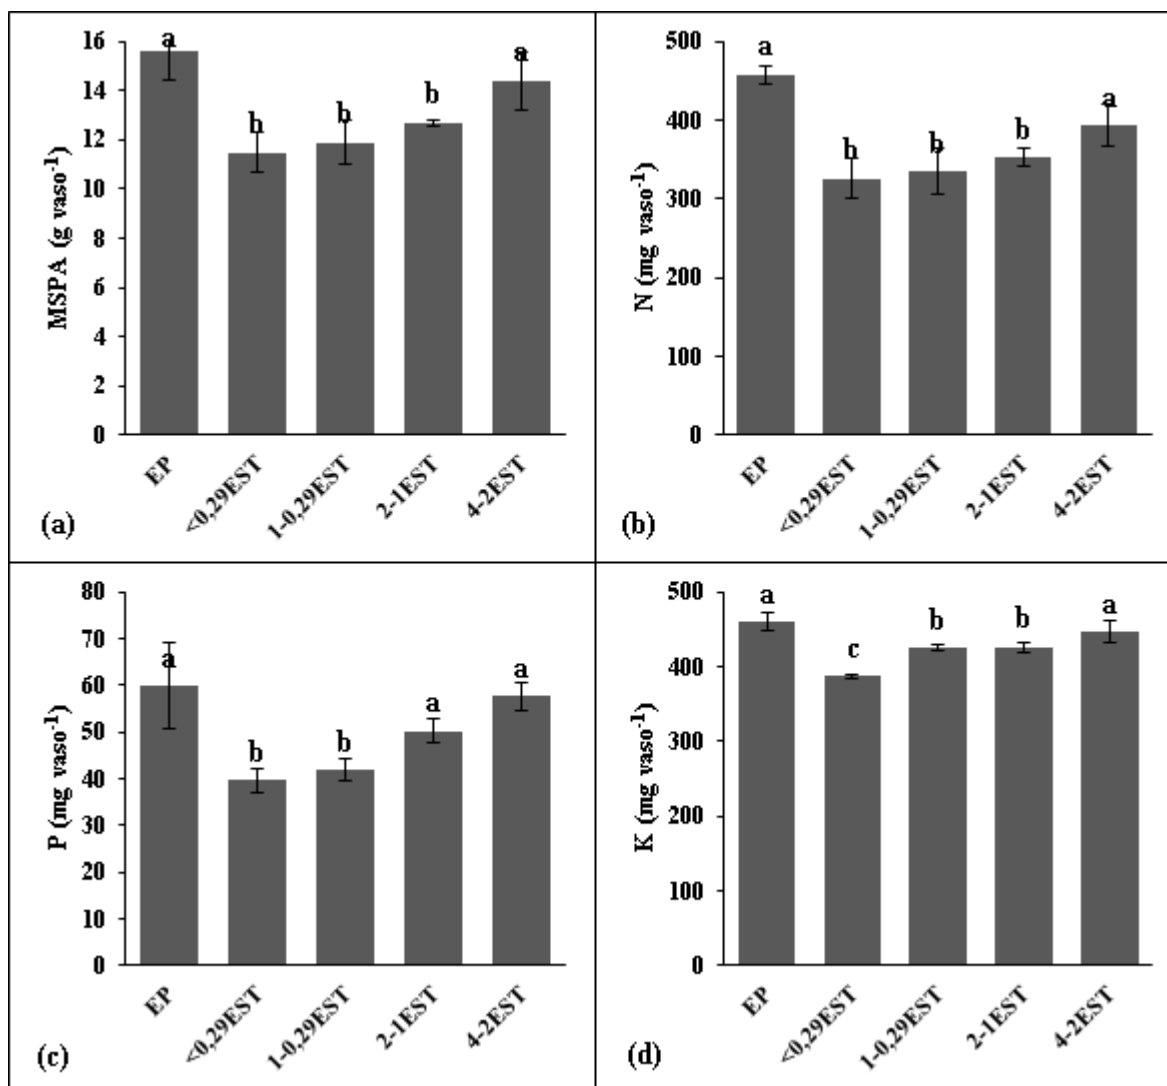 MSPA (g vaso-1)
16
14
12
10
8
6
4
2
0
a
b
b
b
a
EP
<0,29EST
1-0,29EST
2-1EST
4-2EST
(a)
N (mg vaso-1)
500
400
300
200
100
0
a
b
b
b
a
EP
<0,29EST
1-0,29EST
2-1EST
4-2EST
(b)
P (mg vaso-1)
80
70
60
50
40
30
20
10
0
a
b
b
a
a
EP
<0,29EST
1-0,29EST
2-1EST
4-2EST
(c)
K (mg vaso-1)
500
400
300
200
100
0
a
c
b
b
a
EP
<0,29EST
1-0,29EST
2-1EST
4-2EST
(d)